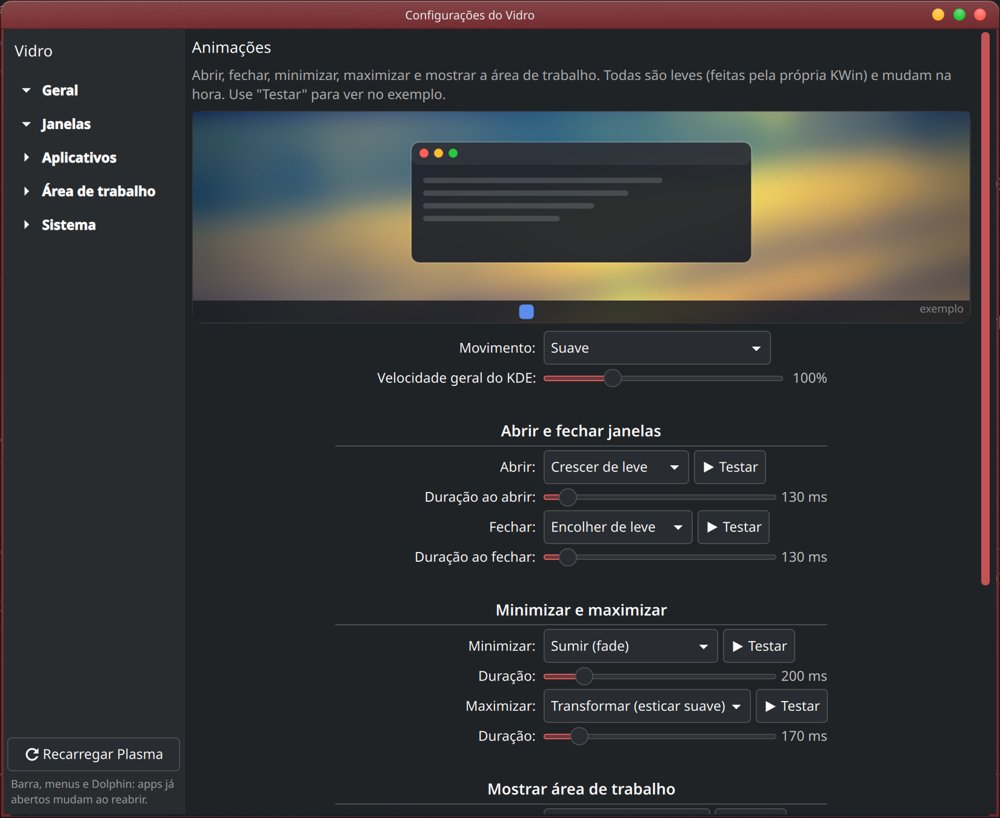 Configurações do Vidro
Vidro
Geral
Janelas
Aplicativos
Área de trabalho
Sistema
Recarregar Plasma
Barra, menus e Dolphin: apps já
abertos mudam ao reabrir.
Animações
Abrir, fechar, minimizar, maximizar e mostrar a área de trabalho. Todas são leves (feitas pela própria KWin) e mudam na
hora. Use "Testar" para ver no exemplo.
exemplo
Movimento: Suave
Velocidade geral do KDE: 100%
Abrir e fechar janelas
Abrir: Crescer de leve Testar
Duração ao abrir: 130 ms
Fechar: Encolher de leve Testar
Duração ao fechar: 130 ms
Minimizar e maximizar
Minimizar: Sumir (fade) Testar
Duração: 200 ms
Maximizar: Transformar (esticar suave) Testar
Duração: 170 ms
Mostrar área de trabalho